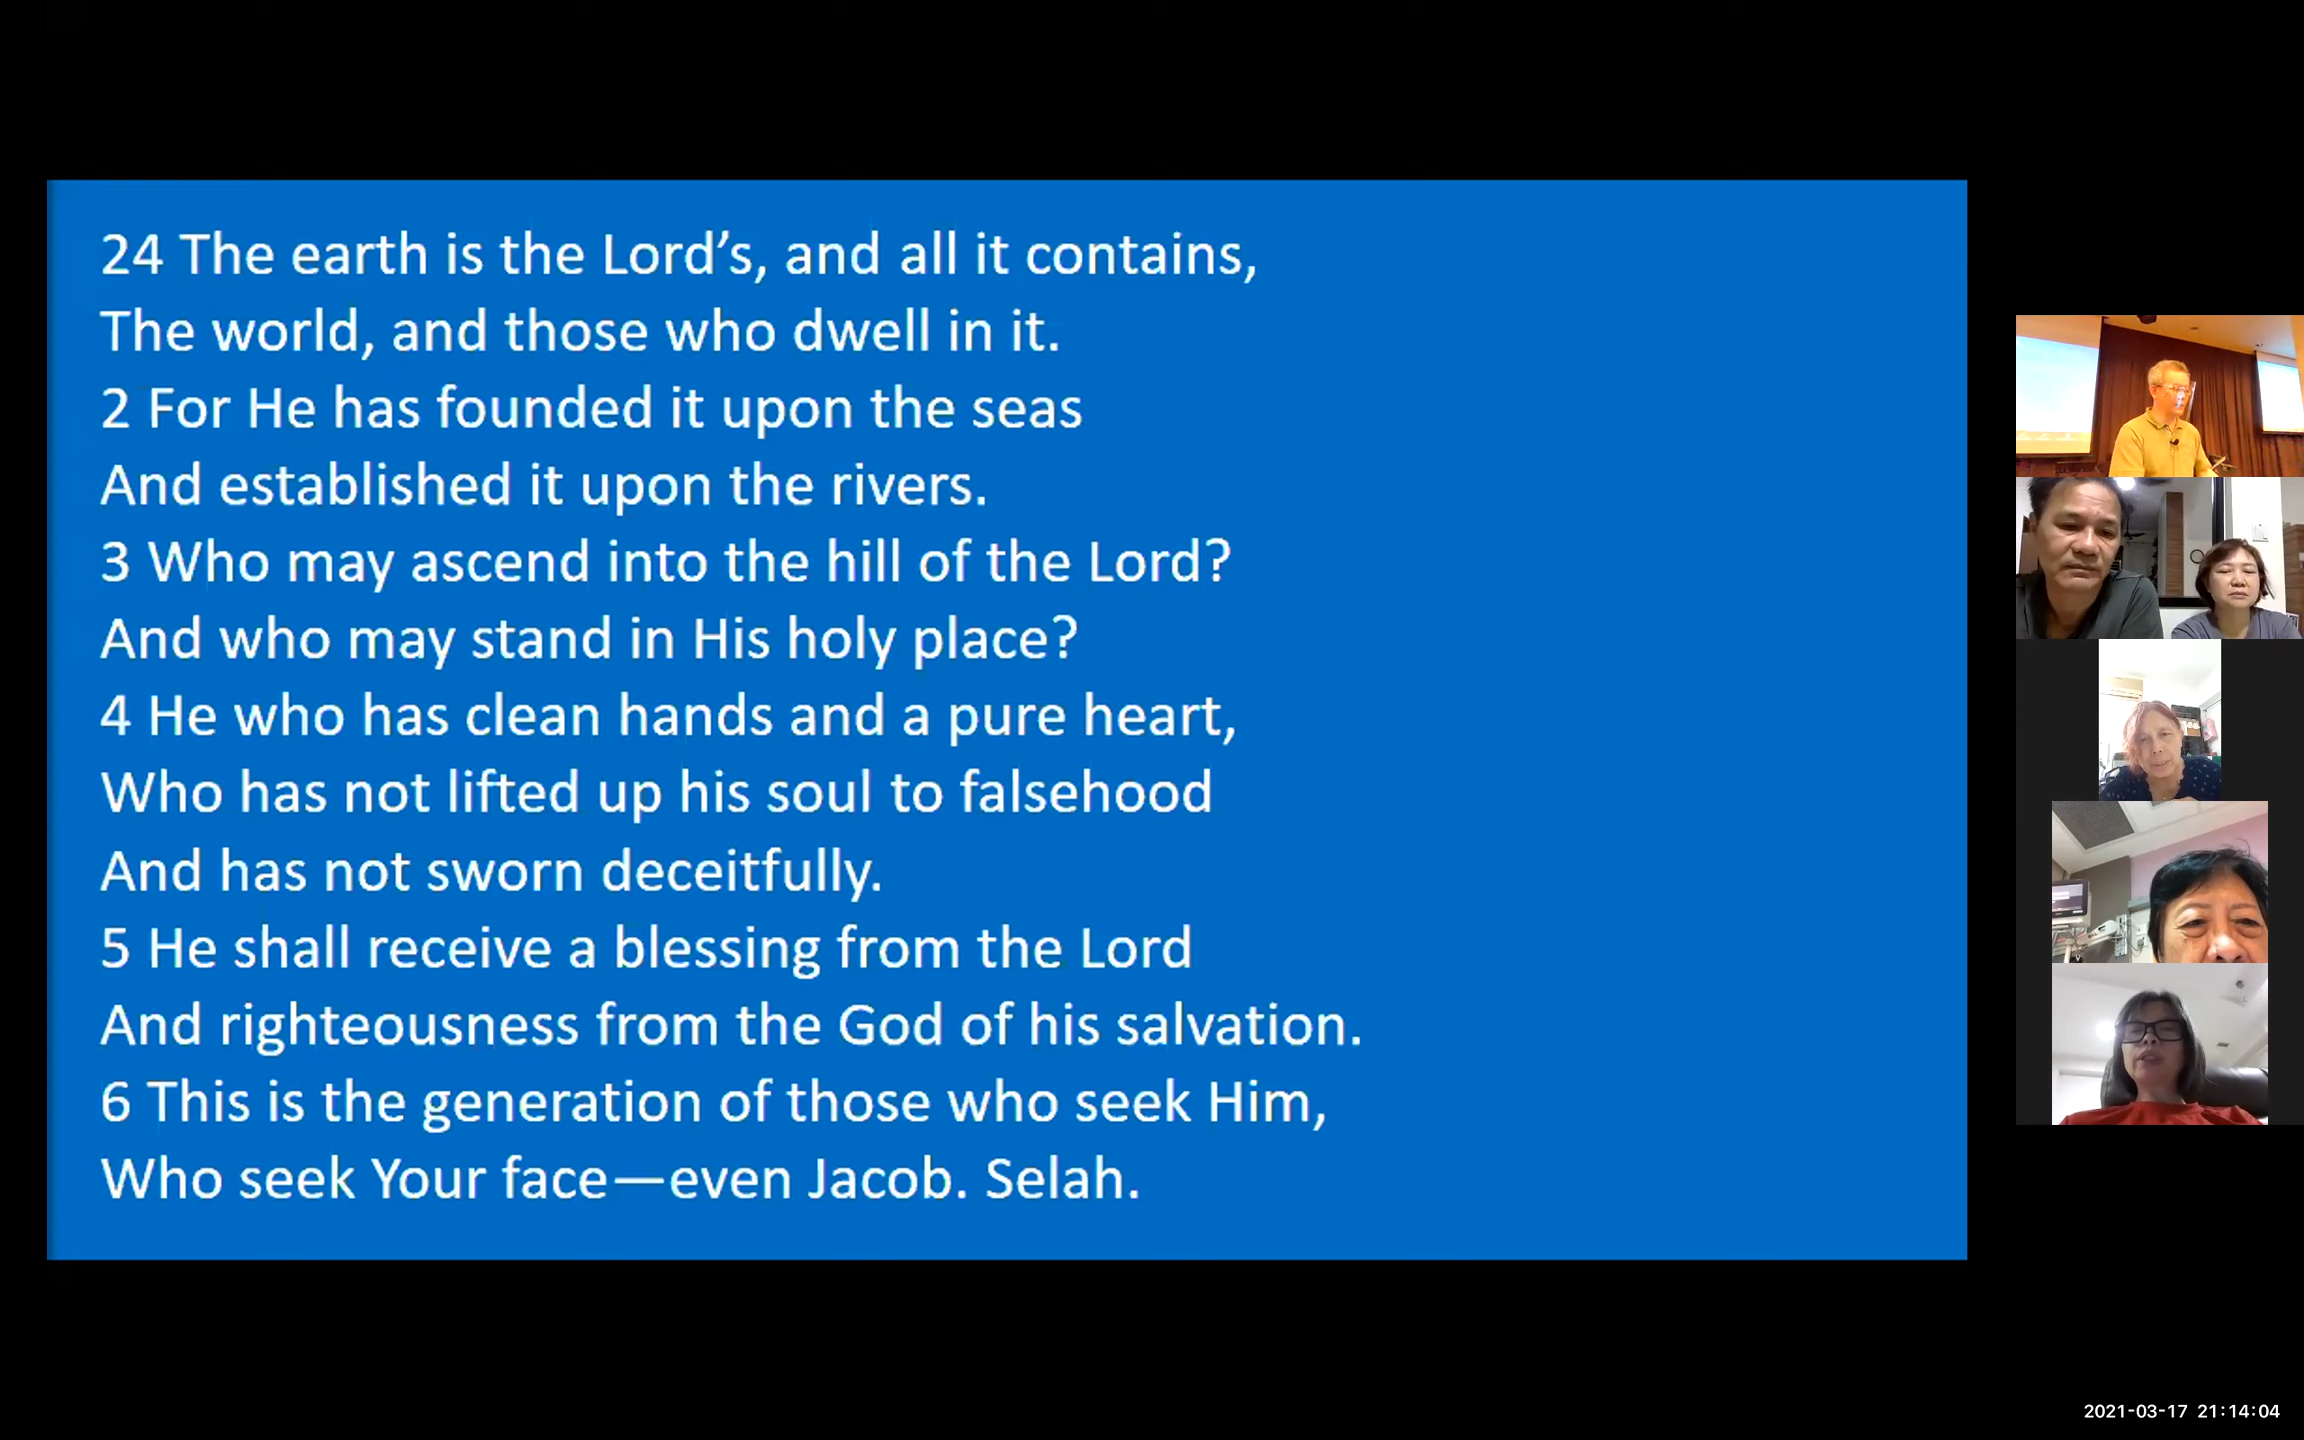 24 The earth is the Lord’s, and all it contains,
The world, and those who dwell in it.
2 For He has founded it upon the seas
And established it upon the rivers.
3 Who may ascend into the hill of the Lord?
And who may stand in His holy place?
4 He who has clean hands and a pure heart,
Who has not lifted up his soul to falsehood
And has not sworn deceitfully.
5 He shall receive a blessing from the Lord
And righteousness from the God of his salvation.
6 This is the generation of those who seek Him,
Who seek Your face—even Jacob. Selah.
2021-03-17 21:14:04